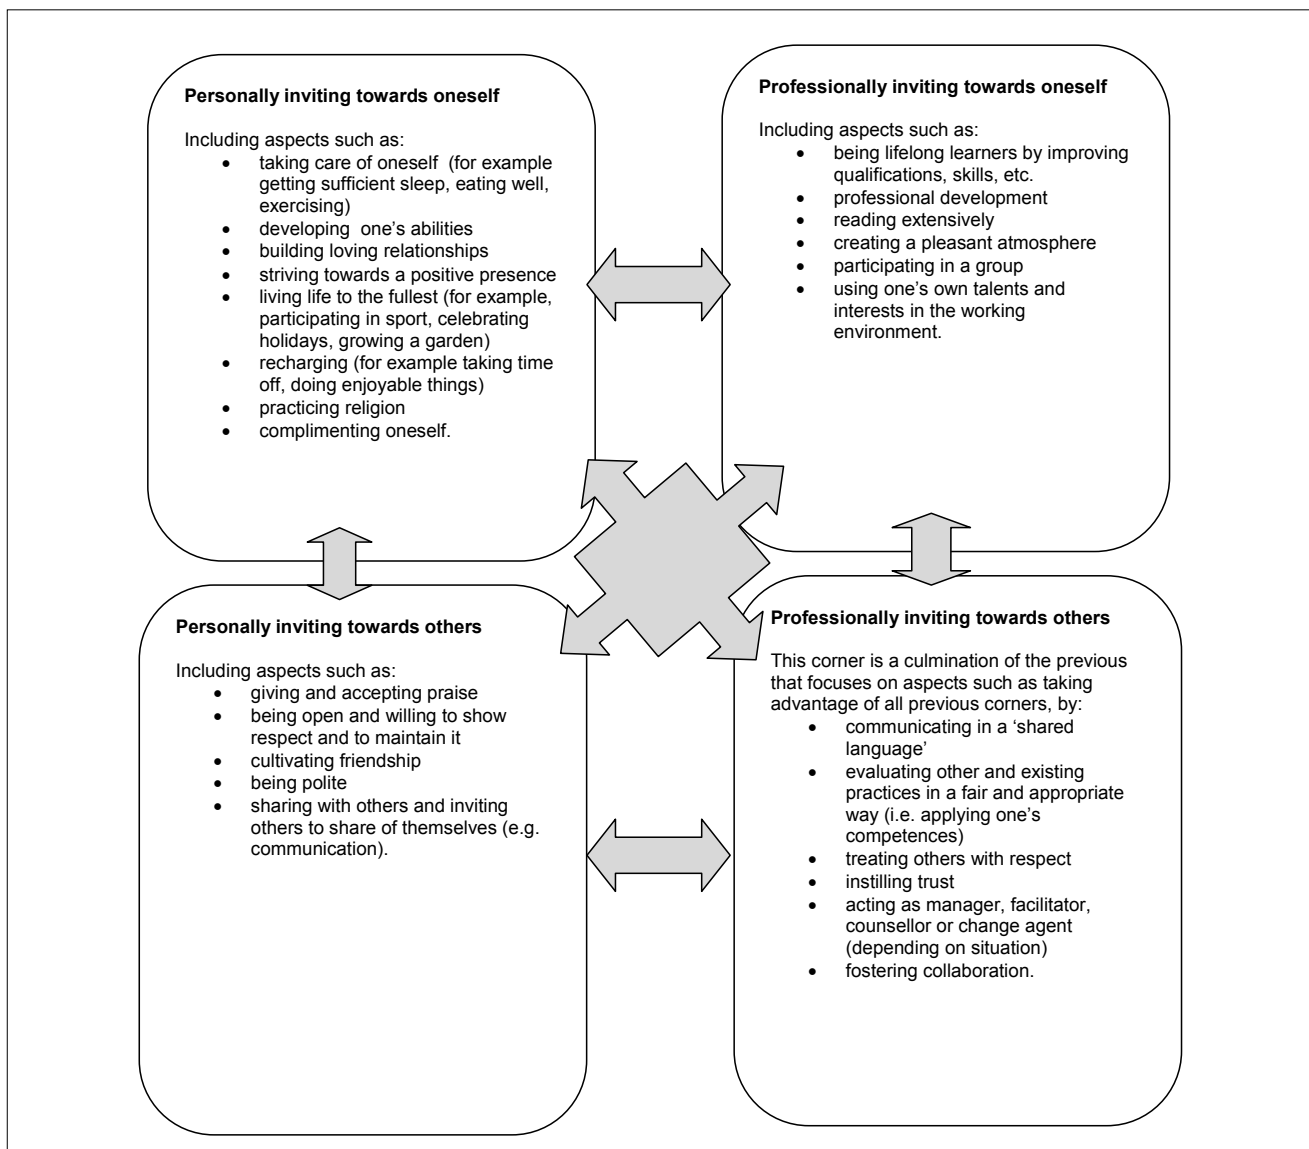 Personally inviting towards oneself
Including aspects such as:
• taking care of oneself (for example
getting sufficient sleep, eating well,
exercising)
• developing one’s abilities
• building loving relationships
• striving towards a positive presence
• living life to the fullest (for example,
participating in sport, celebrating
holidays, growing a garden)
• recharging (for example taking time
off, doing enjoyable things)
• practicing religion
• complimenting oneself.
Professionally inviting towards oneself
Including aspects such as:
• being lifelong learners by improving
qualifications, skills, etc.
• professional development
• reading extensively
• creating a pleasant atmosphere
• participating in a group
• using one’s own talents and
interests in the working
environment.
Personally inviting towards others
Including aspects such as:
• giving and accepting praise
• being open and willing to show
respect and to maintain it
• cultivating friendship
• being polite
• sharing with others and inviting
others to share of themselves (e.g.
communication).
Professionally inviting towards others
This corner is a culmination of the previous
that focuses on aspects such as taking
advantage of all previous corners, by:
• communicating in a ‘shared
language’
• evaluating other and existing
practices in a fair and appropriate
way (i.e. applying one’s
competences)
• treating others with respect
• instilling trust
• acting as manager, facilitator,
counsellor or change agent
(depending on situation)
• fostering collaboration.